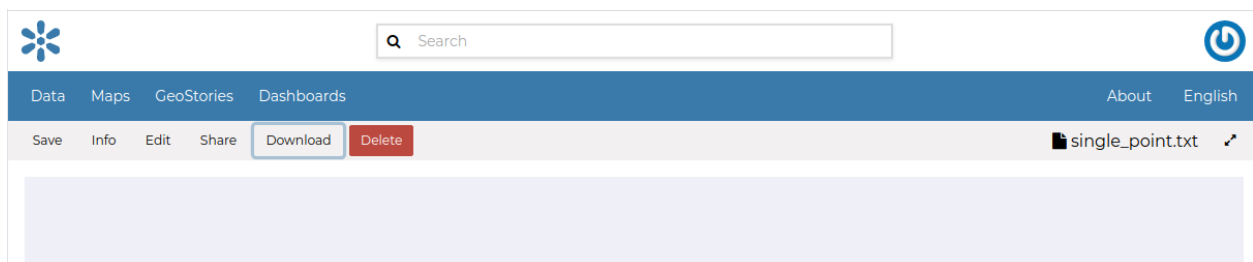 Search
Data Maps GeoStories Dashboards About English
Save Info Edit Share Download Delete single_point.txt